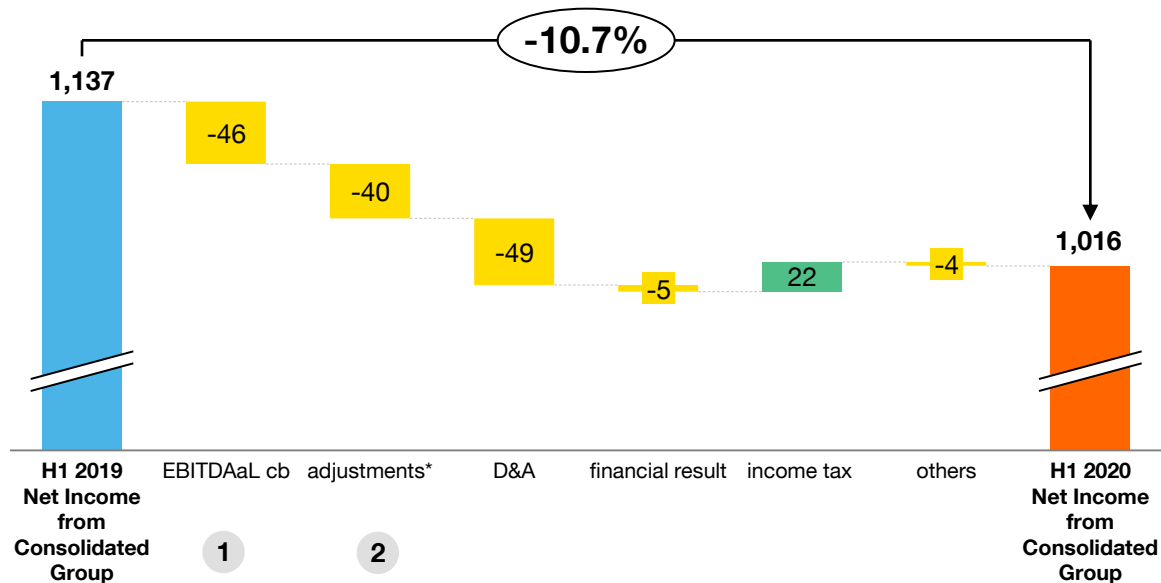 -10.7%
1,137
-46
-40
-49
-5
22
-4
1,016
H1 2019
Net Income
from
Consolidated
Group
EBITDAaL cb
adjustments*
D&A
financial result
income tax
others
H1 2020
Net Income
from
Consolidated
Group
1
2